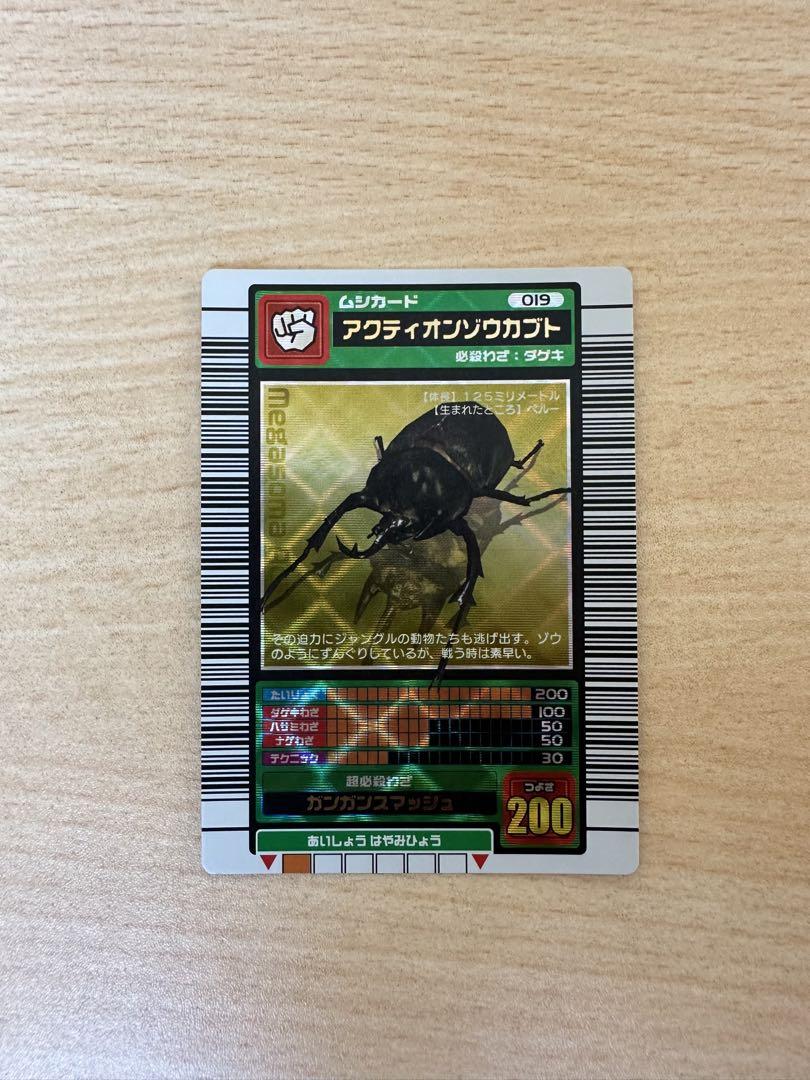 ムシカード
019
アクティオンゾウカブト
必殺わざ:ダゲキ
【体長】125ミリメートル
【生まれたところ】ペルー
megasoma
その迫力にジャングルの動物たちも逃げ出す。ゾウ
のようにずんぐりしているが、戦う時は素早い。
たいりょく 200
ダゲキわざ 100
ハサミわざ 50
ナゲわざ 50
テクニック 30
超必殺わざ
ガンガンスマッシュ
つよさ
200
あいしょう はやみひょう